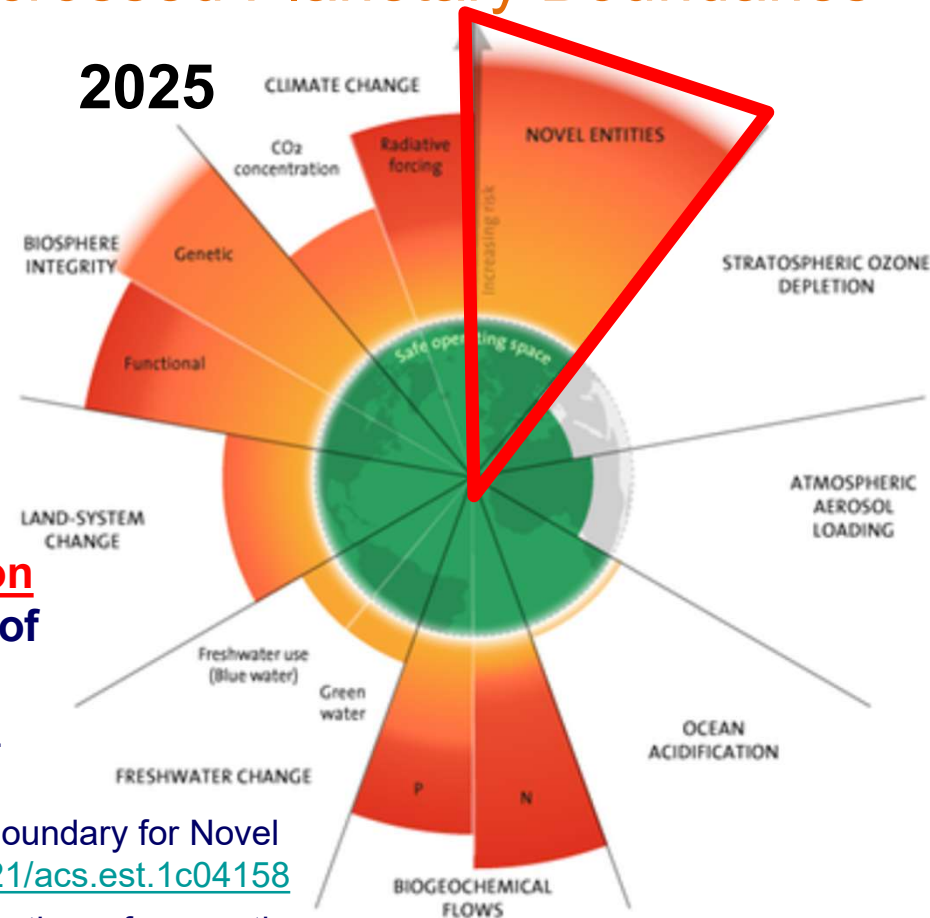 Planetary Boundance
2025
CLIMATE CHANGE
CO₂
concentration
Radiative
forcing
NOVEL ENTITIES
Increasing risk
BIOSPHERE
INTEGRITY
Genetic
Functional
STRATOSPHERIC OZONE
DEPLETION
Safe operating space
ATMOSPHERIC
AEROSOL
LOADING
LAND-SYSTEM
CHANGE
on
of
Freshwater use
(Blue water)
Green
water
FRESHWATER CHANGE
OCEAN
ACIDIFICATION
P
N
oundary for Novel
21/acs.est.1c04158
BIOGEOCHEMICAL
FLOWS